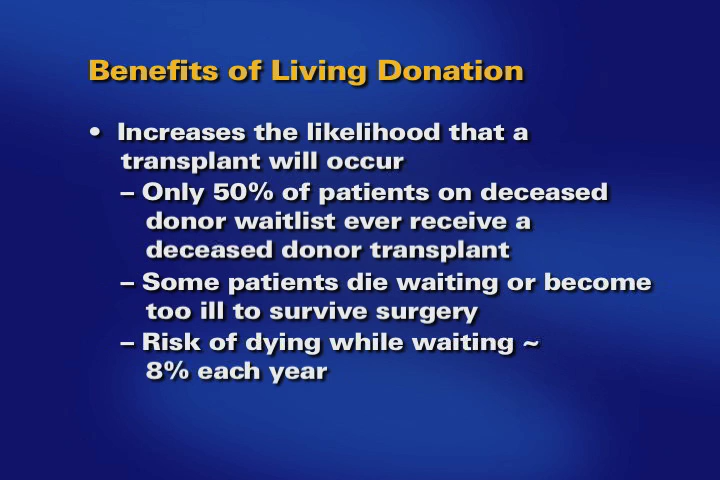 Benefits of Living Donation
• Increases the likelihood that a
transplant will occur
– Only 50% of patients on deceased
donor waitlist ever receive a
deceased donor transplant
– Some patients die waiting or become
too ill to survive surgery
– Risk of dying while waiting ~
8% each year